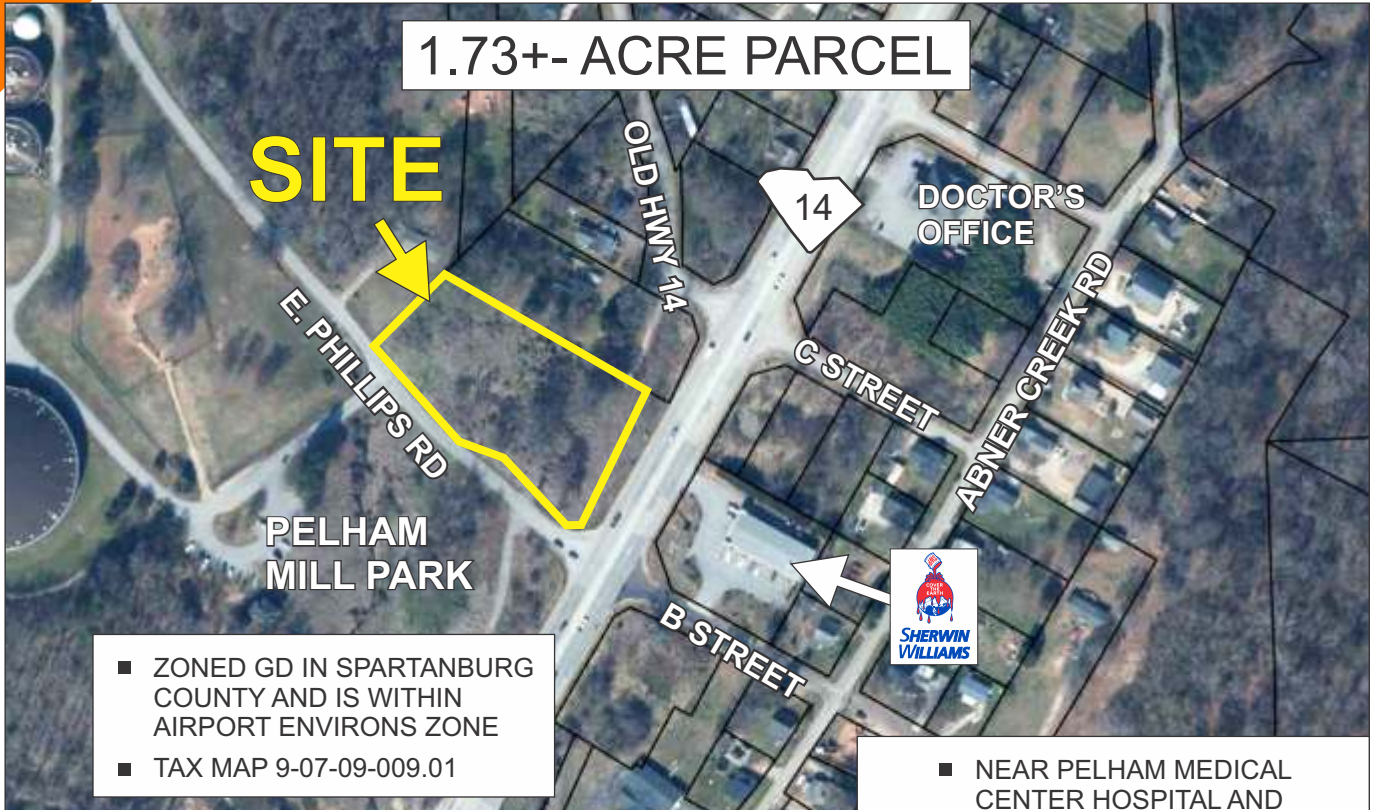 1.73+- ACRE PARCEL
SITE
OLD HWY 14
14
DOCTOR'S
OFFICE
E. PHILLIPS RD
C STREET
ABNER CREEK RD
PELHAM
MILL PARK
COVER
THE
EARTH
SHERWIN
WILLIAMS
B STREET
■ ZONED GD IN SPARTANBURG
COUNTY AND IS WITHIN
AIRPORT ENVIRONS ZONE
■ TAX MAP 9-07-09-009.01
■ NEAR PELHAM MEDICAL
CENTER HOSPITAL AND